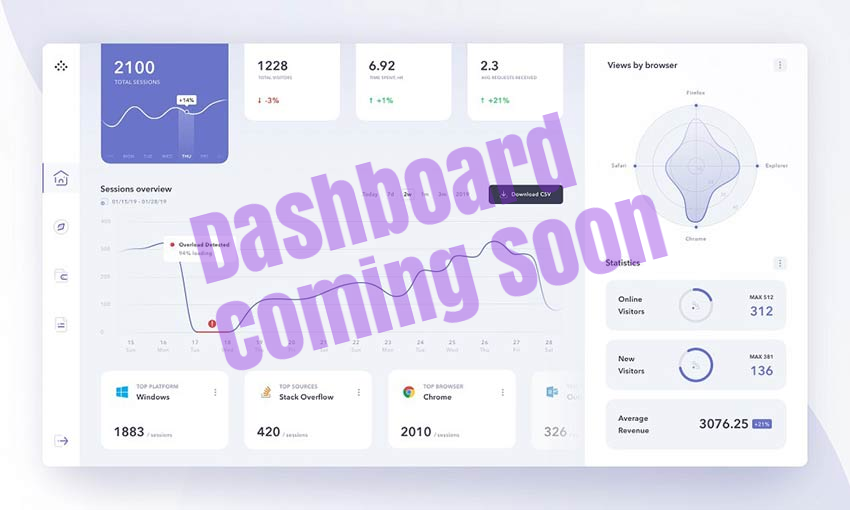 2100
TOTAL SESSIONS
+14%
MON TUE WED THU FRI
1228
TOTAL VISITORS
↓ -3%
6.92
TIME SPENT, HR
↑ +1%
2.3
AVG REQUESTS RECEIVED
↑ +21%
Dashboard
coming soon
Sessions overview
01/15/19 - 01/28/19
Today 7d 2w 1m 3m 2019
Download CSV
400
300
200
100
0
Overload Detected
94% loading
15 16 17 18 19 20 21 22 23 24 25 26 27 28
Sun Mon Tue Wed Thu Fri Sat Sun Mon Tue Wed Thu Fri Sat
TOP PLATFORM
Windows
1883 / sessions
TOP SOURCES
Stack Overflow
420 / sessions
TOP BROWSER
Chrome
2010 / sessions
326
Views by browser
Firefox
Safari
Explorer
Chrome
Statistics
Online
Visitors
MAX 512
312
New
Visitors
MAX 381
136
Average
Revenue
3076.25 +21%